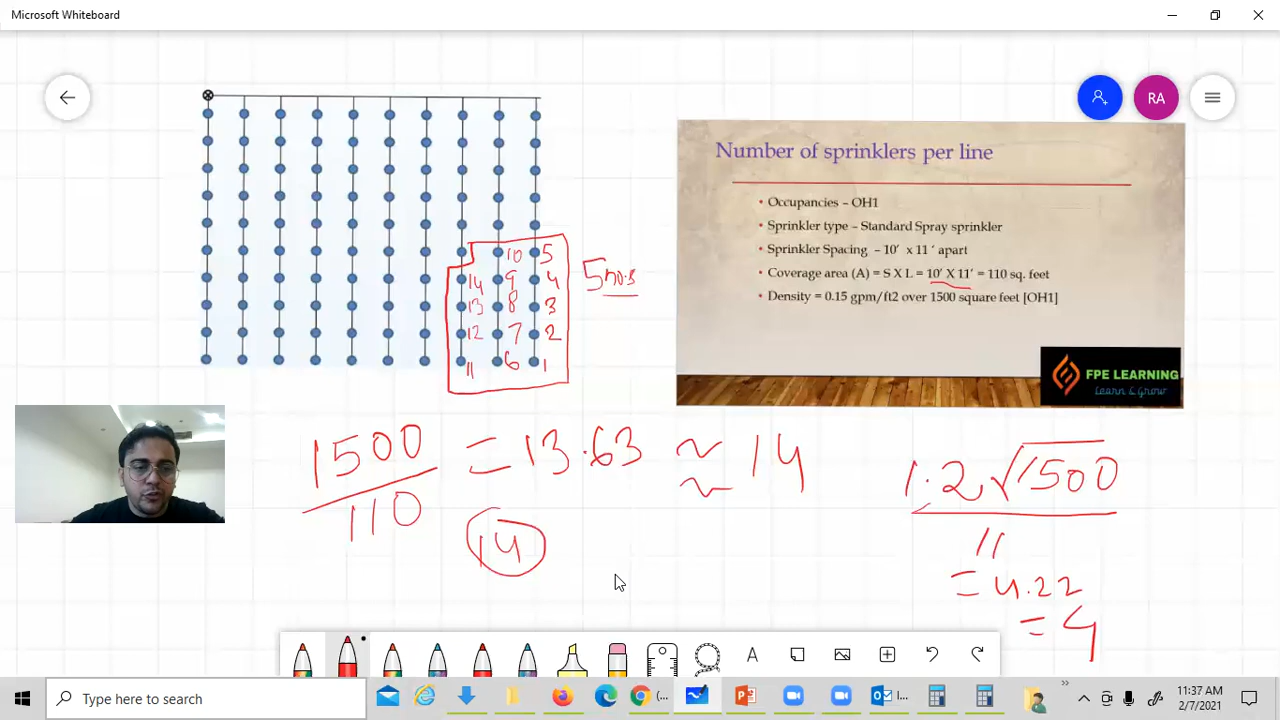 Microsoft Whiteboard
RA
Number of sprinklers per line
• Occupancies – OH1
• Sprinkler type – Standard Spray sprinkler
• Sprinkler Spacing – 10' x 11 ' apart
• Coverage area (A) = S X L = 10' X 11' = 110 sq. feet
• Density = 0.15 gpm/ft2 over 1500 square feet [OH1]
FPE LEARNING
Learn & Grow
10 5
14 9 4
13 8 3
12 7 2
11 6 1
5 no.s
1500/110 = 13.63 ≈ 14
14
1.2√1500
11
= 4.22
= 4
A
Type here to search
11:37 AM
2/7/2021